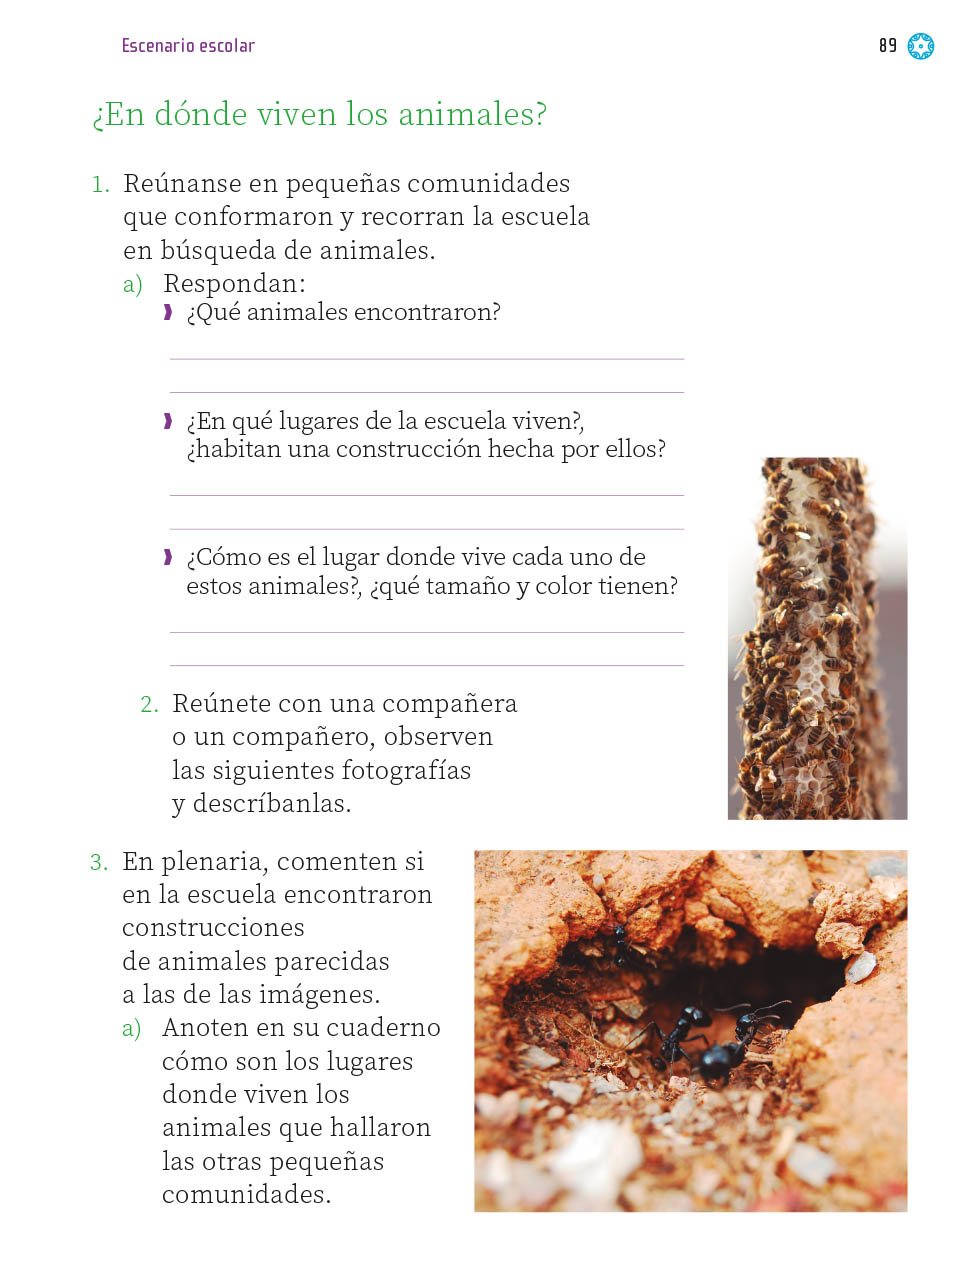 Escenario escolar
89
¿En dónde viven los animales?
1. Reúnanse en pequeñas comunidades
que conformaron y recorran la escuela
en búsqueda de animales.
a) Respondan:
¿Qué animales encontraron?
¿En qué lugares de la escuela viven?,
¿habitan una construcción hecha por ellos?
¿Cómo es el lugar donde vive cada uno de
estos animales?, ¿qué tamaño y color tienen?
2. Reúnete con una compañera
o un compañero, observen
las siguientes fotografías
y descríbanlas.
3. En plenaria, comenten si
en la escuela encontraron
construcciones
de animales parecidas
a las de las imágenes.
a) Anoten en su cuaderno
cómo son los lugares
donde viven los
animales que hallaron
las otras pequeñas
comunidades.